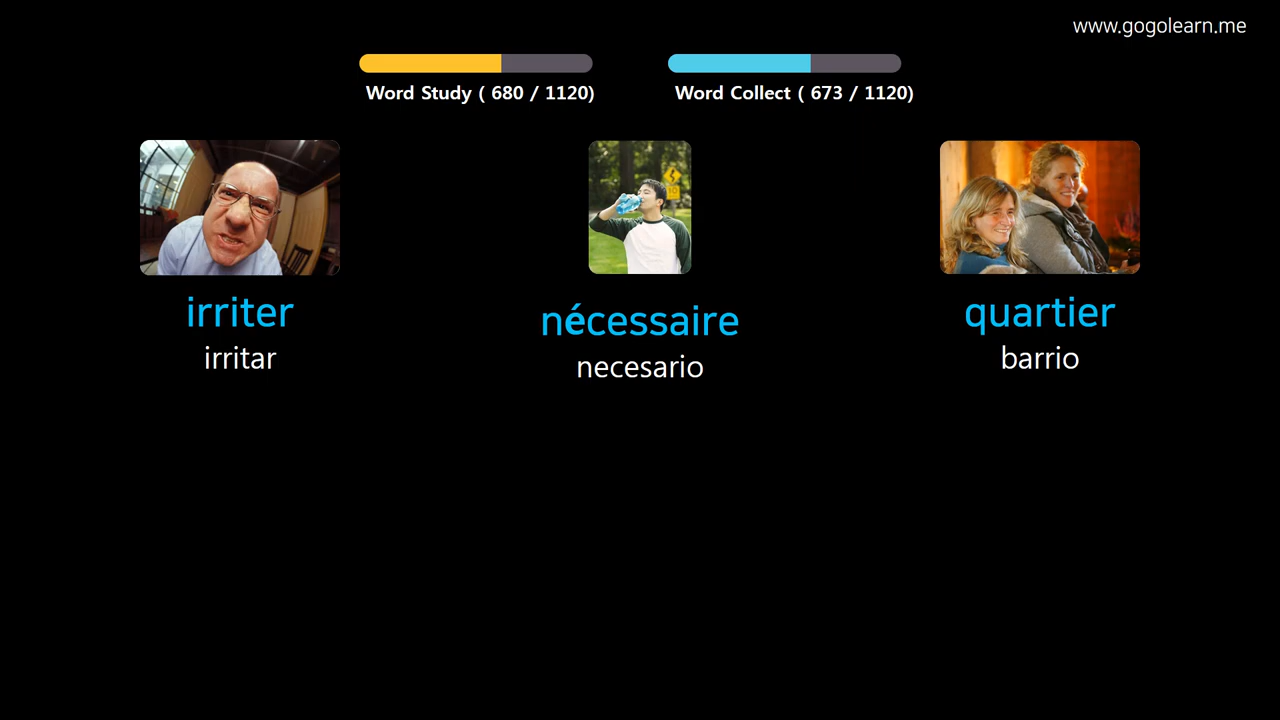 www.gogolearn.me
Word Study ( 680 / 1120)
Word Collect ( 673 / 1120)
irriter
irritar
nécessaire
necesario
quartier
barrio